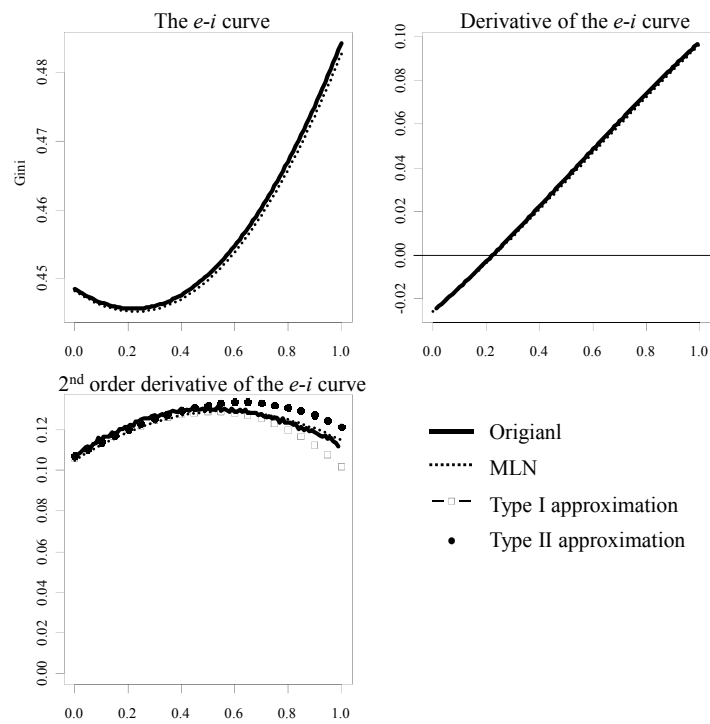 The e-i curve
Gini
0.45 0.46 0.47 0.48
0.0 0.2 0.4 0.6 0.8 1.0
Derivative of the e-i curve
-0.02 0.00 0.02 0.04 0.06 0.08 0.10
0.0 0.2 0.4 0.6 0.8 1.0
2nd order derivative of the e-i curve
0.00 0.02 0.04 0.06 0.08 0.10 0.12
0.0 0.2 0.4 0.6 0.8 1.0
Origianl
MLN
Type I approximation
Type II approximation